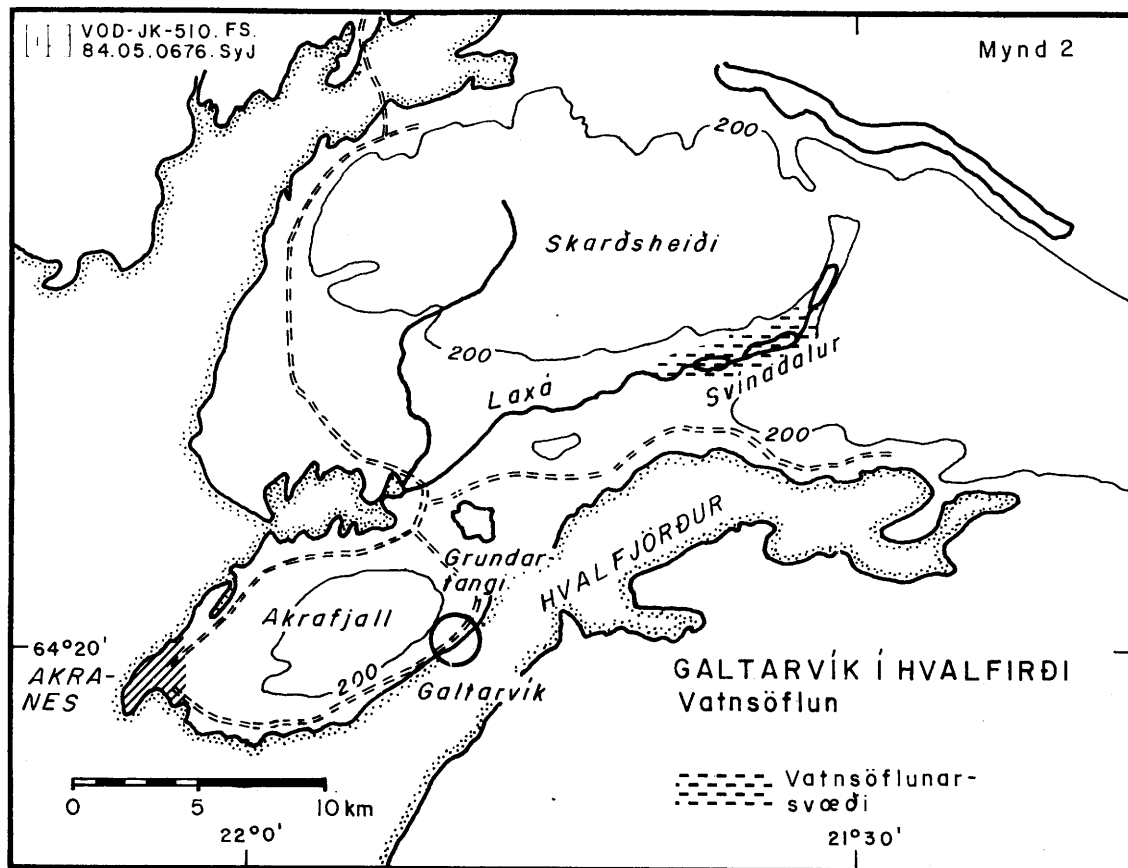 VOD-JK-510. FS.
84.05.0676. SyJ
Mynd 2
200
Skarðsheiði
200
Laxá
Svínadalur
200
HVALFJÖRÐUR
Grundar-
tangi
Akrafjall
200
Galtarvík
64°20'
AKRA-
NES
GALTARVÍK Í HVALFIRÐI
Vatnsöflun
Vatnsöflunar-
svæði
0 5 10 km
22°0'
21°30'